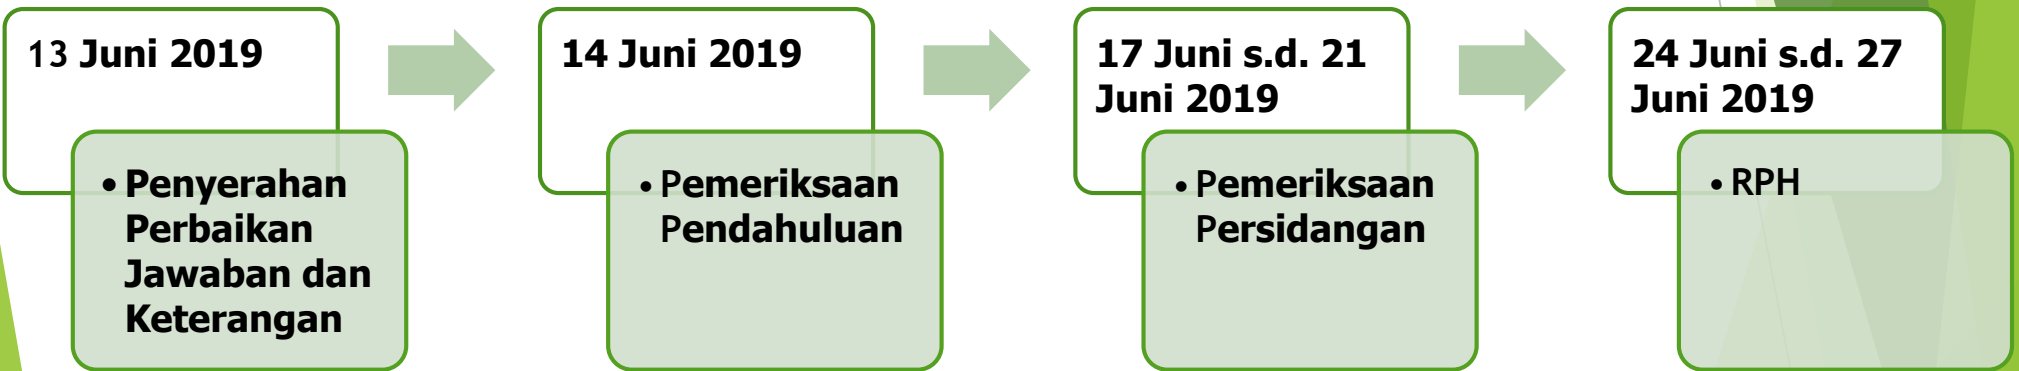 13 Juni 2019
• Penyerahan
Perbaikan
Jawaban dan
Keterangan
14 Juni 2019
• Pemeriksaan
Pendahuluan
17 Juni s.d. 21
Juni 2019
• Pemeriksaan
Persidangan
24 Juni s.d. 27
Juni 2019
• RPH